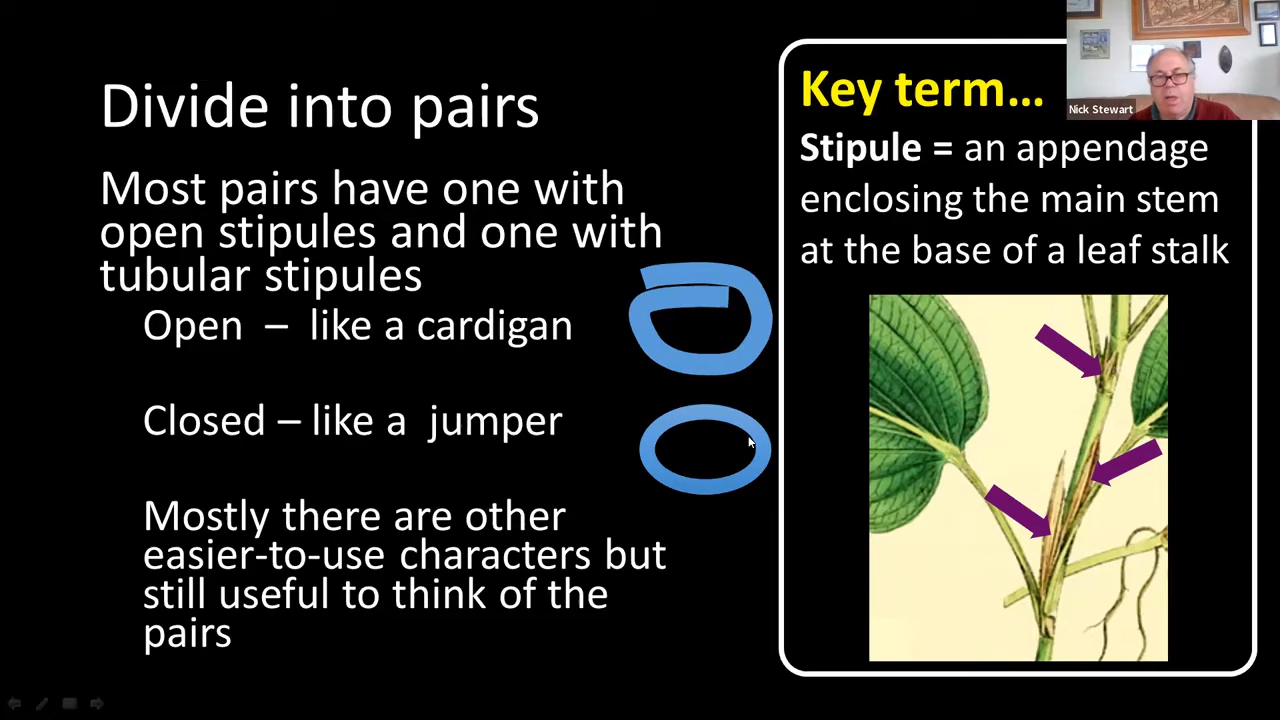 Divide into pairs
Most pairs have one with
open stipules and one with
tubular stipules
Open – like a cardigan
Closed – like a jumper
Mostly there are other
easier-to-use characters but
still useful to think of the
pairs
Key term...
Stipule = an appendage
enclosing the main stem
at the base of a leaf stalk
Nick Stewart